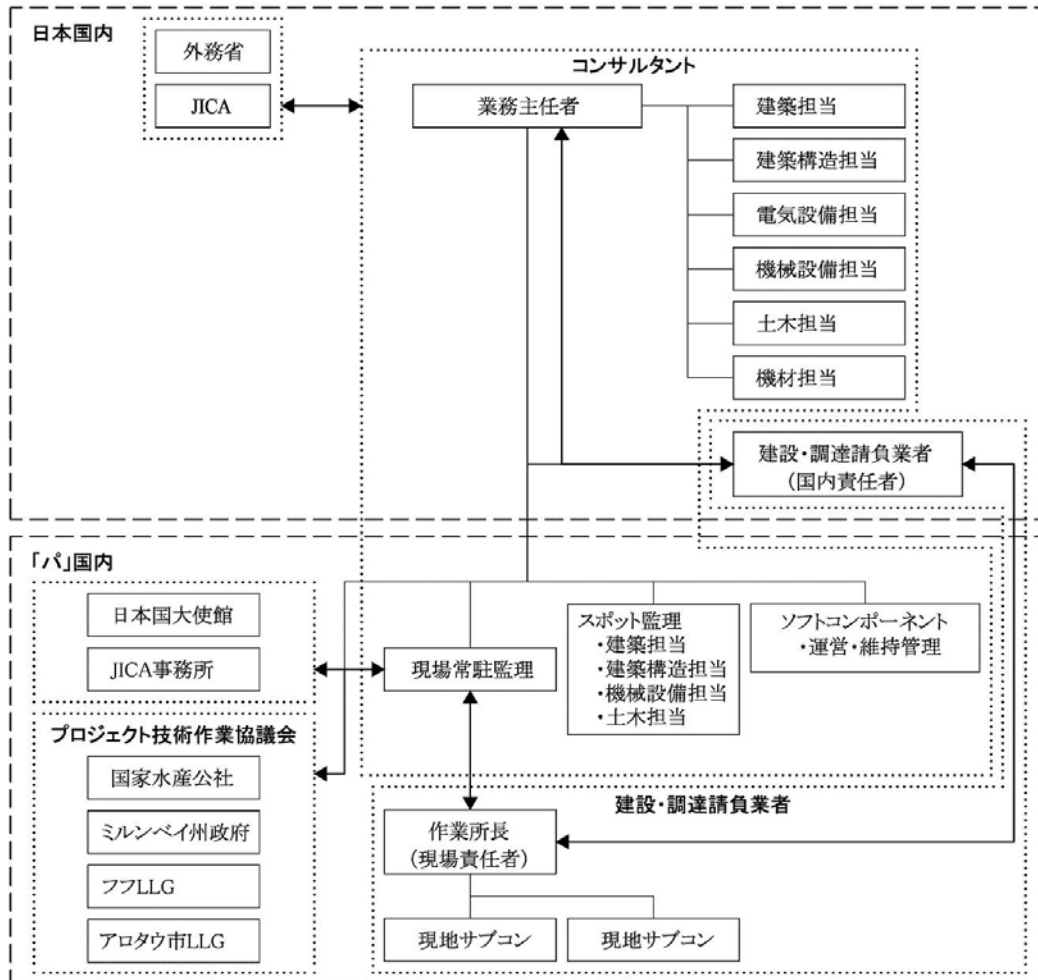 日本国内
外務省
JICA
コンサルタント
業務主任者
建築担当
建築構造担当
電気設備担当
機械設備担当
土木担当
機材担当
建設・調達請負業者
（国内責任者）
「パ」国内
日本国大使館
JICA事務所
現場常駐監理
スポット監理
・建築担当
・建築構造担当
・機械設備担当
・土木担当
ソフトコンポーネント
・運営・維持管理
プロジェクト技術作業協議会
国家水産公社
ミルンベイ州政府
フフLLG
アロタウ市LLG
建設・調達請負業者
作業所長
（現場責任者）
現地サブコン
現地サブコン